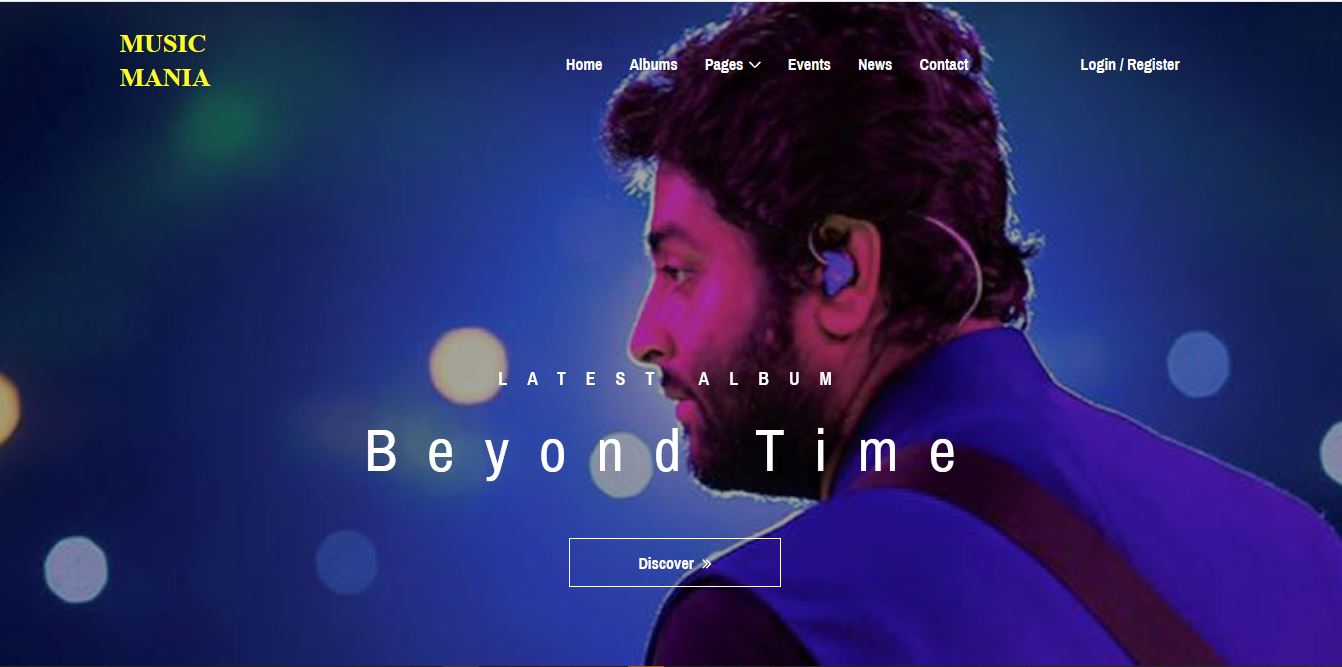 MUSIC
MANIA
Home Albums Pages Events News Contact Login / Register
LATEST ALBUM
Beyond Time
Discover »